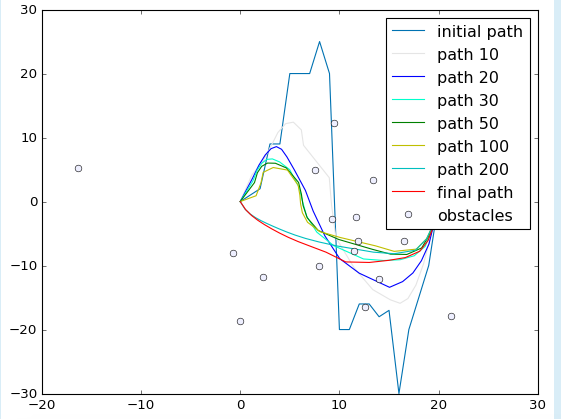 30
20
10
0
−10
−20
−30
−20
−10
0
10
20
30
initial path
path 10
path 20
path 30
path 50
path 100
path 200
final path
obstacles